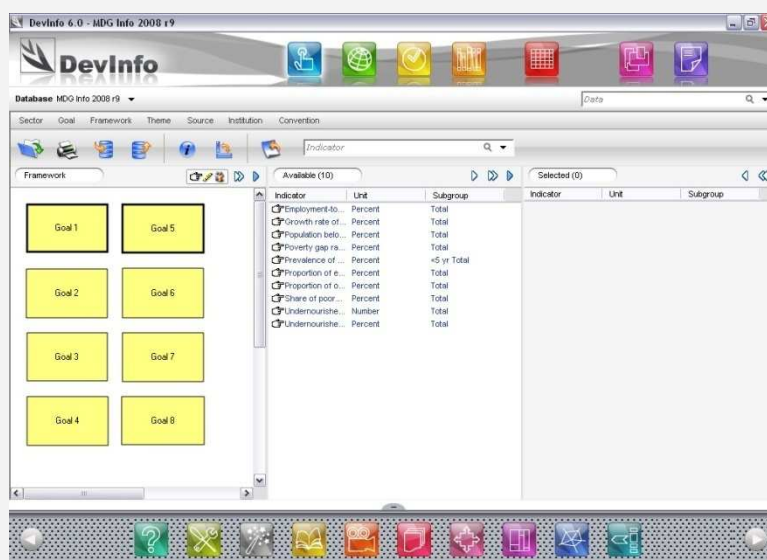 DevInfo 6.0 - MDG Info 2008 r9
DevInfo
Database MDG Info 2008 r9
Data
Sector Goal Framework Theme Source Institution Convention
Indicator
Framework
Available (10)
Selected (0)
Indicator Unit Subgroup
Indicator Unit Subgroup
Employment-to... Percent Total
Growth rate of... Percent Total
Population belo... Percent Total
Poverty gap ra... Percent Total
Prevalence of ... Percent <5 yr Total
Proportion of e... Percent Total
Proportion of o... Percent Total
Share of poor... Percent Total
Undernourishe... Number Total
Undernourishe... Percent Total
Goal 1 Goal 5
Goal 2 Goal 6
Goal 3 Goal 7
Goal 4 Goal 8